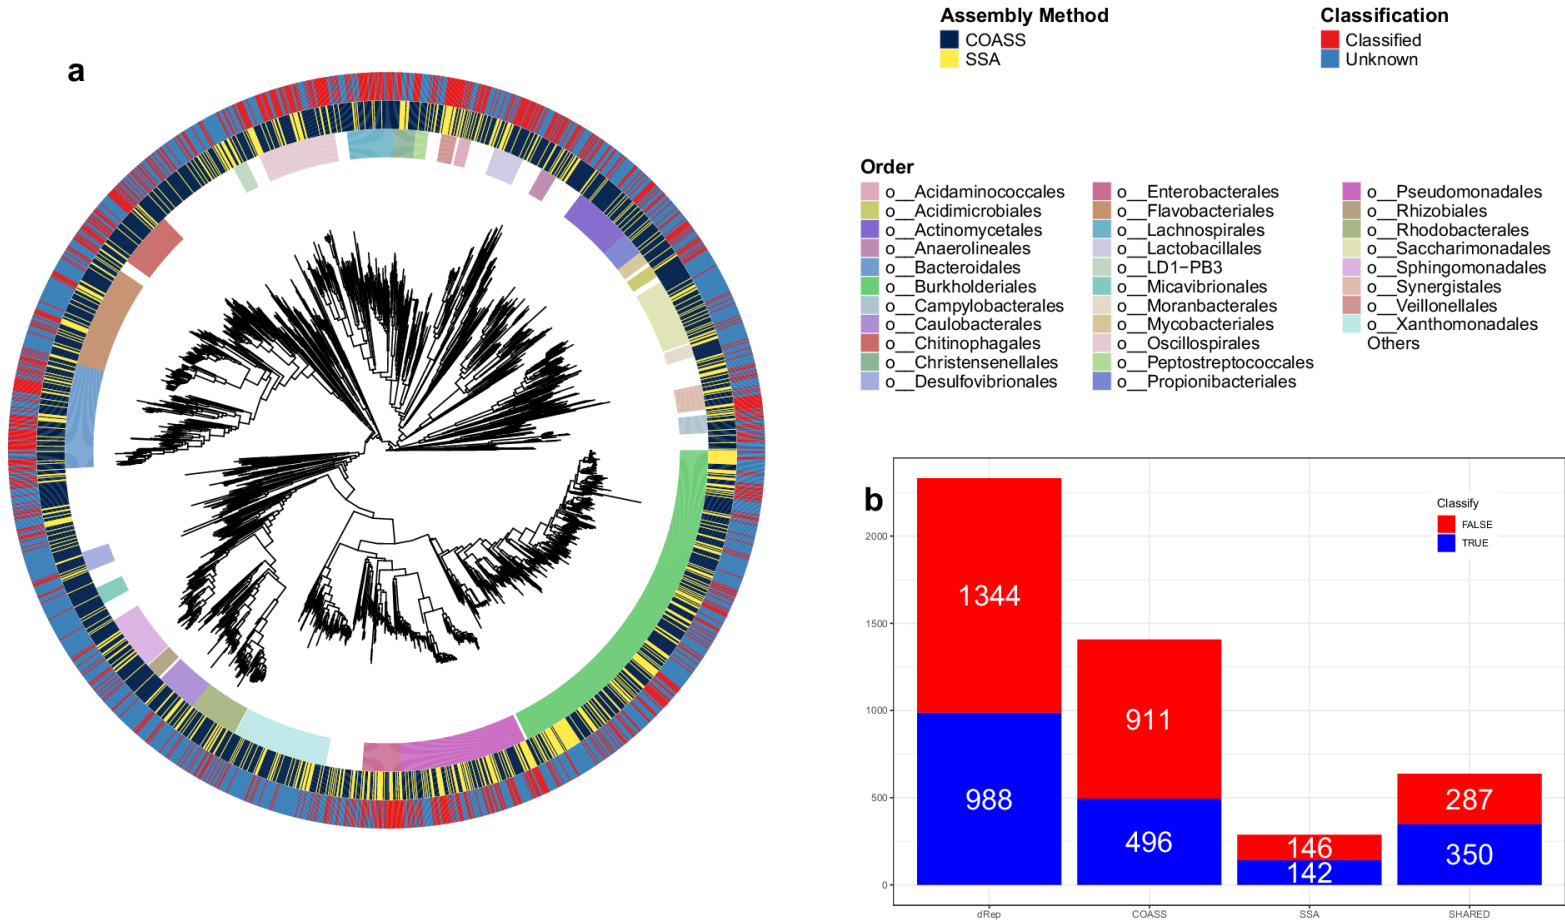 a
Assembly Method
COASS
SSA
Classification
Classified
Unknown
Order
o__Acidaminococcales
o__Acidimicrobiales
o__Actinomycetales
o__Anaerolineales
o__Bacteroidales
o__Burkholderiales
o__Campylobacterales
o__Caulobacterales
o__Chitinophagales
o__Christensenellales
o__Desulfovibrionales
o__Enterobacterales
o__Flavobacteriales
o__Lachnospirales
o__Lactobacillales
o__LD1−PB3
o__Micavibrionales
o__Moranbacterales
o__Mycobacteriales
o__Oscillospirales
o__Peptostreptococcales
o__Propionibacteriales
o__Pseudomonadales
o__Rhizobiales
o__Rhodobacterales
o__Saccharimonadales
o__Sphingomonadales
o__Synergistales
o__Veillonellales
o__Xanthomonadales
Others
b
Classify
FALSE
TRUE
2000
1500
1000
500
0
1344
988
911
496
146
142
287
350
dRep
COASS
SSA
SHARED